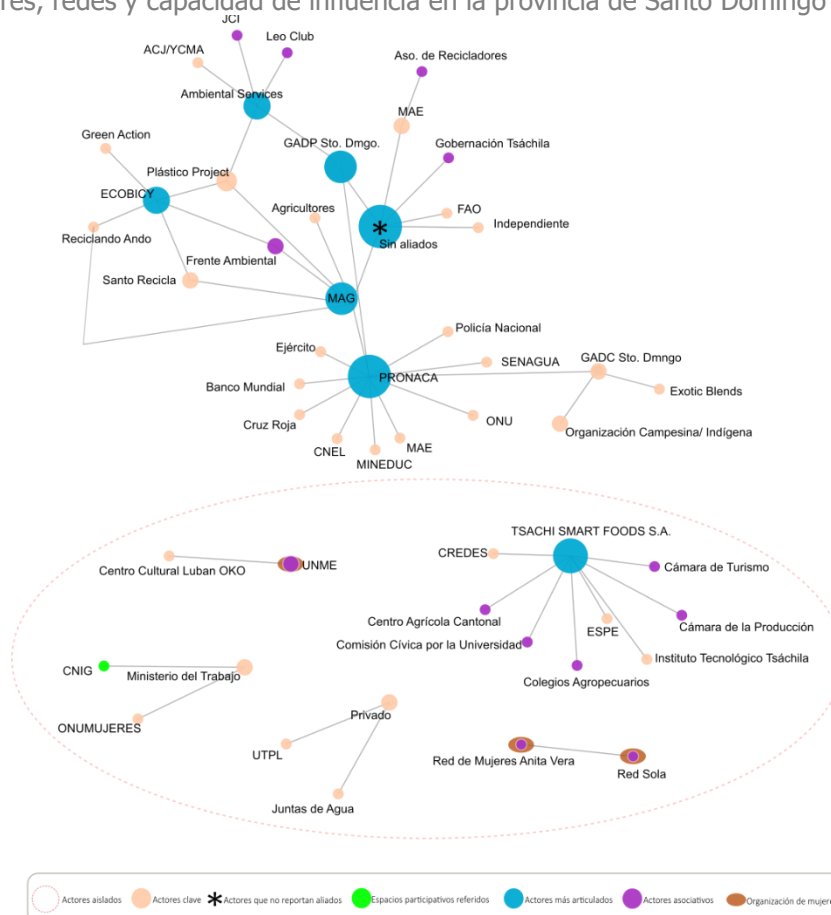 res, redes y capacidad de influencia en la provincia de Santo Domingo
JCI
Leo Club
ACJ/YCMA
Aso. de Recicladores
Ambiental Services
MAE
Green Action
GADP Sto. Dmgo.
Gobernación Tsáchila
Plástico Project
ECOBICY
Agricultores
FAO
Independiente
*
Reciclando Ando
Sin aliados
Frente Ambiental
Santo Recicla
MAG
Policía Nacional
Ejército
SENAGUA
GADC Sto. Dmngo
PRONACA
Banco Mundial
Exotic Blends
Cruz Roja
ONU
Organización Campesina/ Indígena
CNEL
MAE
MINEDUC
TSACHI SMART FOODS S.A.
CREDES
Centro Cultural Luban OKO
UNME
Cámara de Turismo
Centro Agrícola Cantonal
Cámara de la Producción
ESPE
Comisión Cívica por la Universidad
Instituto Tecnológico Tsáchila
CNIG
Ministerio del Trabajo
Colegios Agropecuarios
Privado
ONUMUJERES
UTPL
Red de Mujeres Anita Vera
Red Sola
Juntas de Agua
Actores aislados
Actores clave
* Actores que no reportan aliados
Espacios participativos referidos
Actores más articulados
Actores asociativos
Organización de mujere